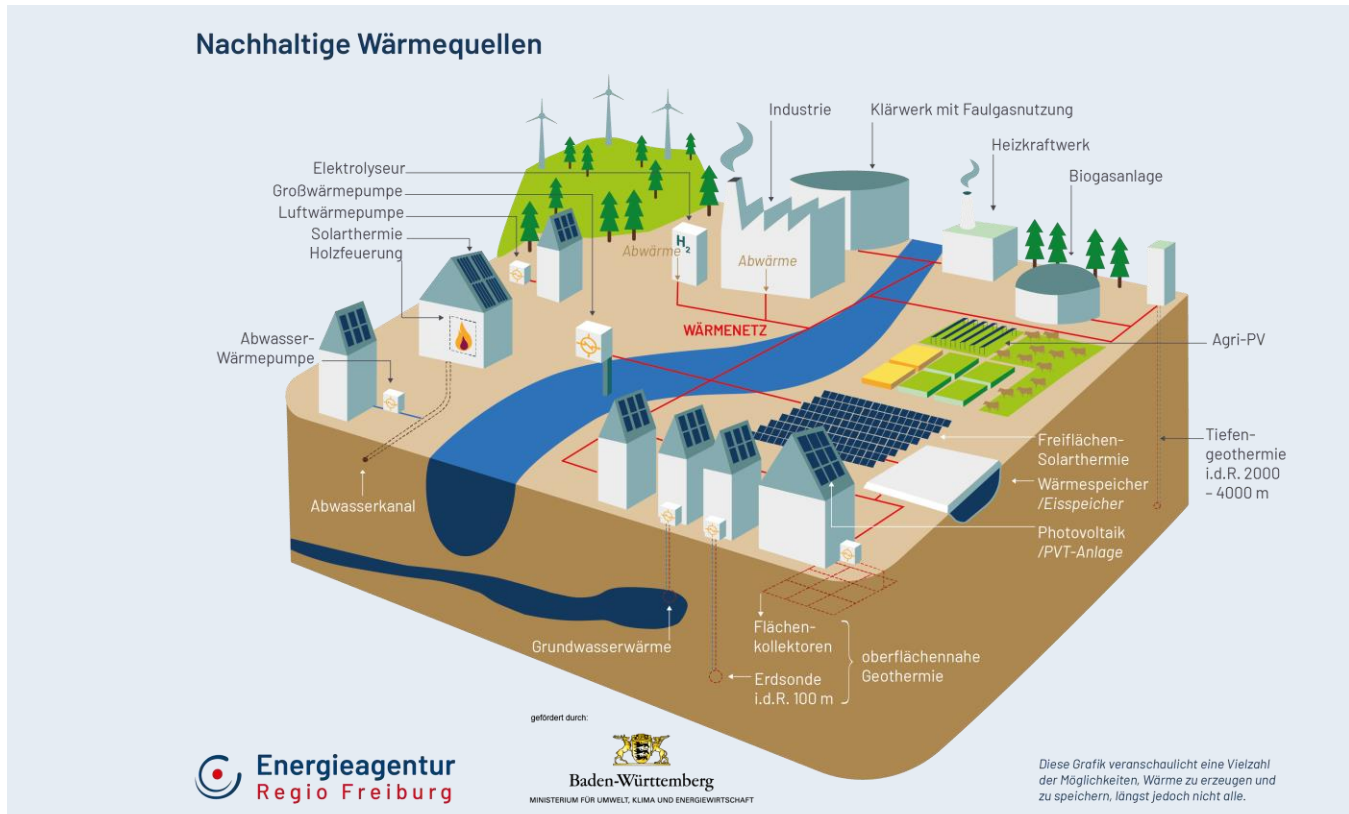 Nachhaltige Wärmequellen
Industrie
Klärwerk mit Faulgasnutzung
Heizkraftwerk
Biogasanlage
Elektrolyseur
Großwärmepumpe
Luftwärmepumpe
Solarthermie
Holzfeuerung
H2
Abwärme
Abwärme
WÄRMENETZ
Abwasser-
Wärmepumpe
Agri-PV
Freiflächen-
Solarthermie
Wärmespeicher
/Eisspeicher
Photovoltaik
/PVT-Anlage
Tiefen-
geothermie
i.d.R. 2000
– 4000 m
Abwasserkanal
Grundwasserwärme
Flächen-
kollektoren
Erdsonde
i.d.R. 100 m
oberflächennahe
Geothermie
gefördert durch:
Baden-Württemberg
MINISTERIUM FÜR UMWELT, KLIMA UND ENERGIEWIRTSCHAFT
Energieagentur
Regio Freiburg
Diese Grafik veranschaulicht eine Vielzahl
der Möglichkeiten, Wärme zu erzeugen und
zu speichern, längst jedoch nicht alle.